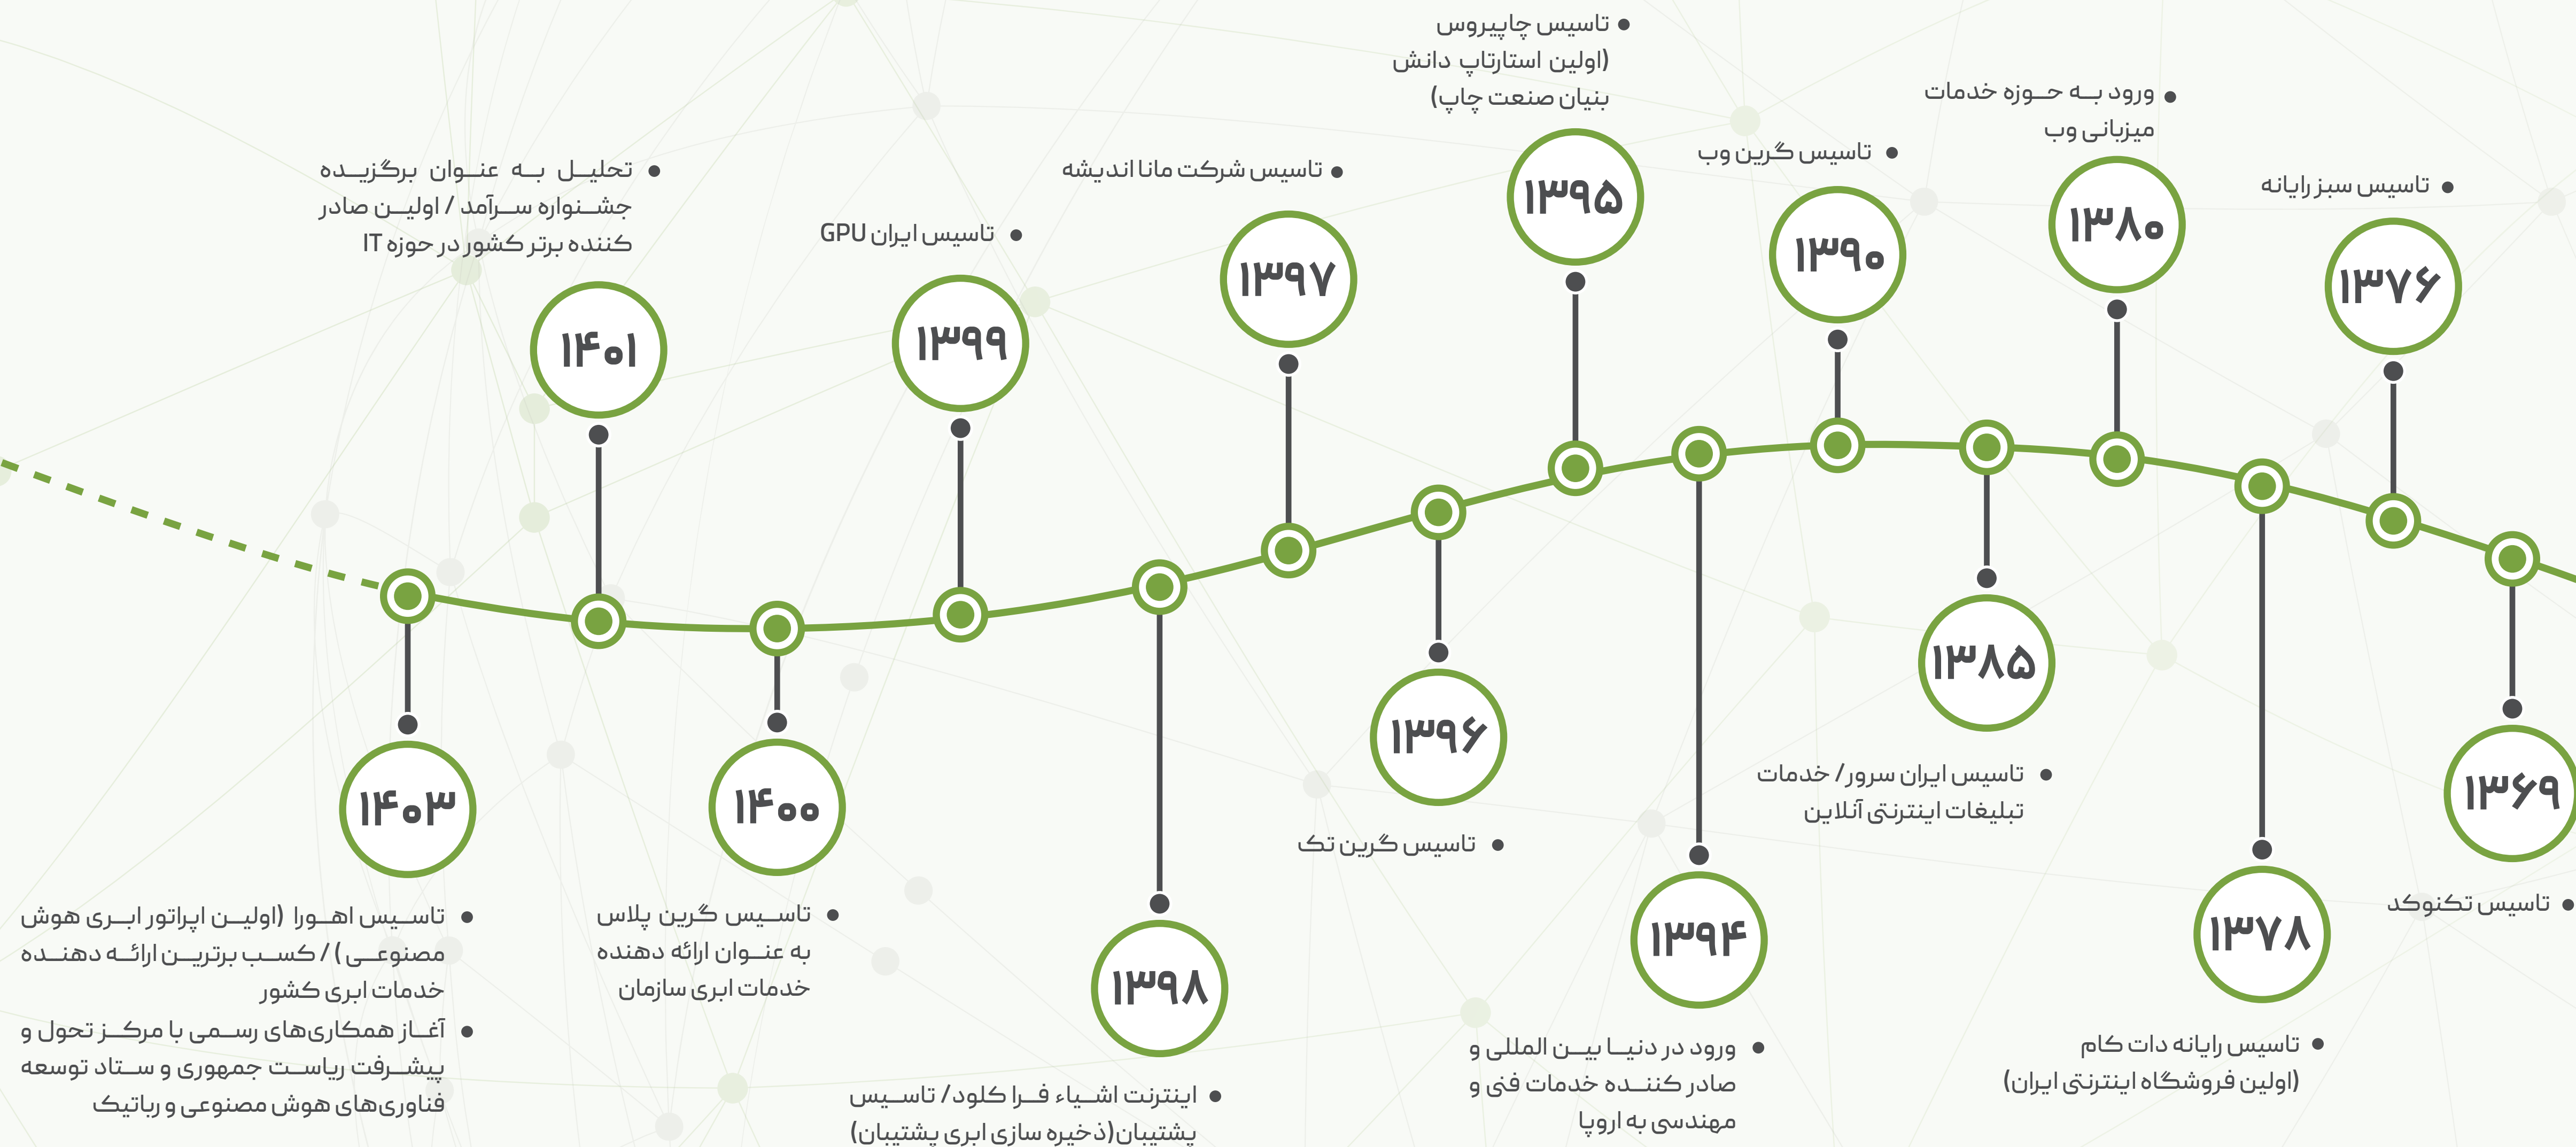 ۱۳۶۹
تاسیس تکنوکد
۱۳۷۶
تاسیس سبز رایانه
۱۳۷۸
تاسیس رایانه دات کام
(اولین فروشگاه اینترنتی ایران)
۱۳۸۰
ورود به حوزه خدمات
میزبانی وب
۱۳۸۵
تاسیس ایران سرور/ خدمات
تبلیغات اینترنتی آنلاین
۱۳۹۰
تاسیس گرین وب
۱۳۹۴
ورود در دنیا بین المللی و
صادر کننده خدمات فنی و
مهندسی به اروپا
۱۳۹۵
تاسیس چاپیروس
(اولین استارتاپ دانش
بنیان صنعت چاپ)
۱۳۹۶
تاسیس گرین تک
۱۳۹۷
تاسیس شرکت مانا اندیشه
۱۳۹۸
اینترنت اشیاء فرا کلود/ تاسیس
پشتیبان(ذخیره سازی ابری پشتیبان)
۱۳۹۹
تاسیس ایران GPU
۱۴۰۰
تاسیس گرین پلاس
به عنوان ارائه دهنده
خدمات ابری سازمان
۱۴۰۱
تحلیل به عنوان برگزیده
جشنواره سرآمد / اولین صادر
کننده برتر کشور در حوزه IT
۱۴۰۳
تاسیس اهورا (اولین اپراتور ابری هوش
مصنوعی) / کسب برترین ارائه دهنده
خدمات ابری کشور
آغاز همکاری‌های رسمی با مرکز تحول و
پیشرفت ریاست جمهوری و ستاد توسعه
فناوری‌های هوش مصنوعی و رباتیک